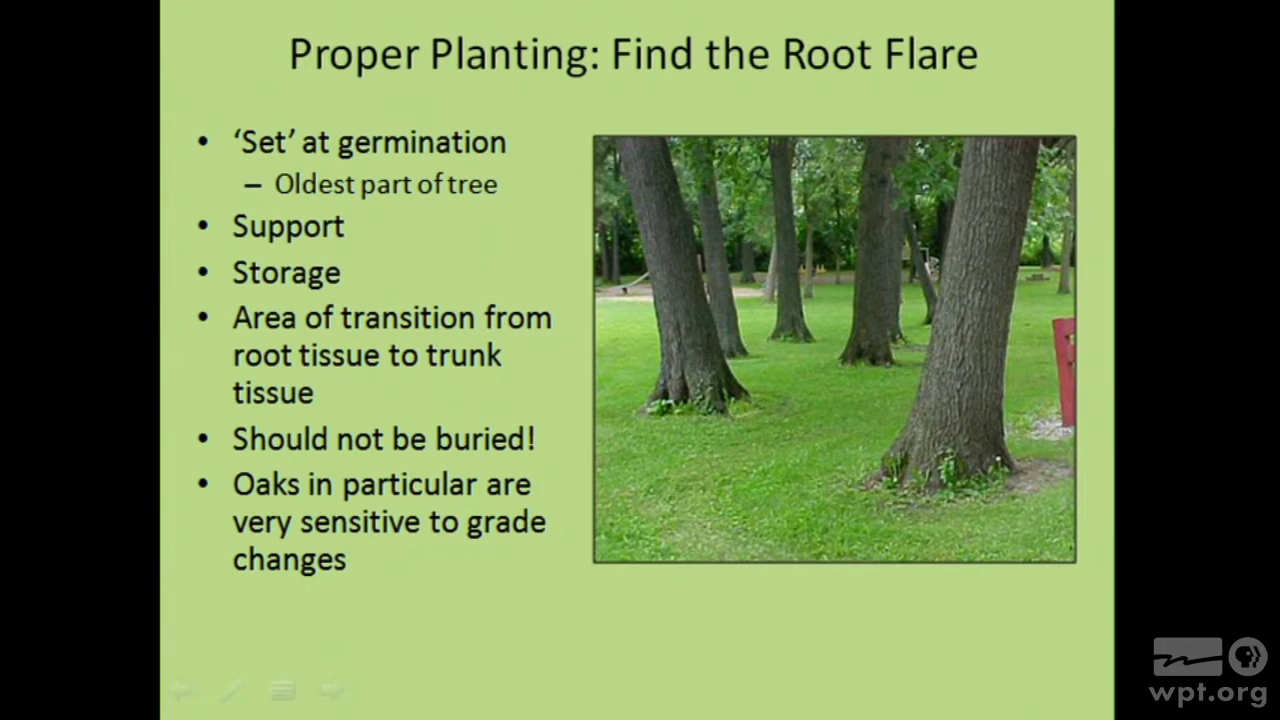 Proper Planting: Find the Root Flare
• ‘Set’ at germination
– Oldest part of tree
• Support
• Storage
• Area of transition from
root tissue to trunk
tissue
• Should not be buried!
• Oaks in particular are
very sensitive to grade
changes
wpt.org